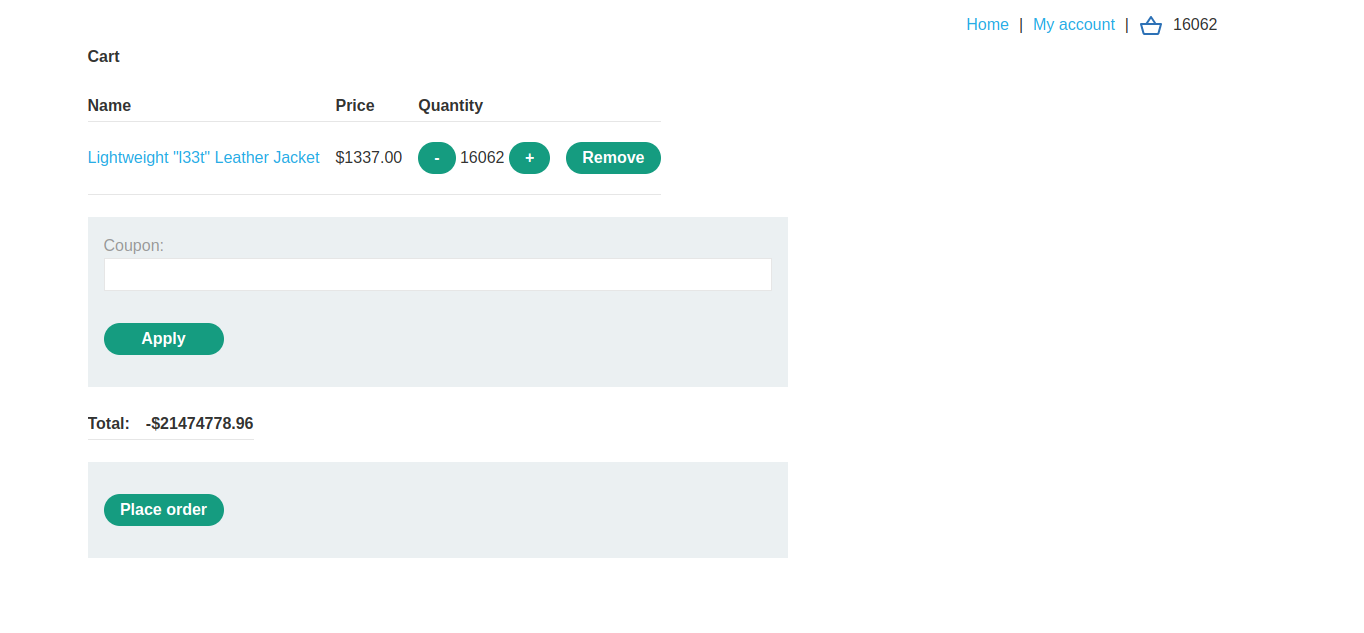 Home | My account | 16062
Cart
Name Price Quantity
Lightweight "l33t" Leather Jacket $1337.00 - 16062 + Remove
Coupon:
Apply
Total: -$21474778.96
Place order